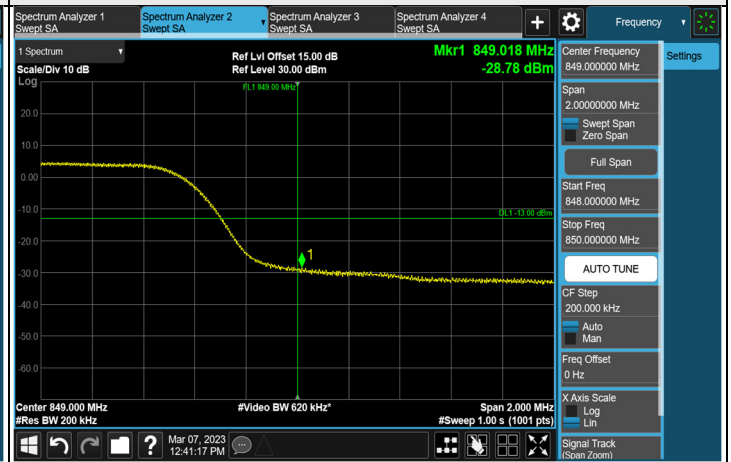 Spectrum Analyzer 1
Swept SA
Spectrum Analyzer 2
Swept SA
Spectrum Analyzer 3
Swept SA
Spectrum Analyzer 4
Swept SA
+
Frequency
Settings
1 Spectrum
Scale/Div 10 dB
Log
Ref Lvl Offset 15.00 dB
Ref Level 30.00 dBm
Mkr1 849.018 MHz
-28.78 dBm
FL1 849.00 MHz
20.0
10.0
0.00
-10.0
DL1 -13.00 dBm
-20.0
1
-30.0
-40.0
-50.0
-60.0
Center 849.000 MHz
#Video BW 620 kHz*
Span 2.000 MHz
#Res BW 200 kHz
#Sweep 1.00 s (1001 pts)
Center Frequency
849.000000 MHz
Span
2.00000000 MHz
Swept Span
Zero Span
Full Span
Start Freq
848.000000 MHz
Stop Freq
850.000000 MHz
AUTO TUNE
CF Step
200.000 kHz
Auto
Man
Freq Offset
0 Hz
X Axis Scale
Log
Lin
Signal Track
(Span Zoom)
?
Mar 07, 2023
12:41:17 PM